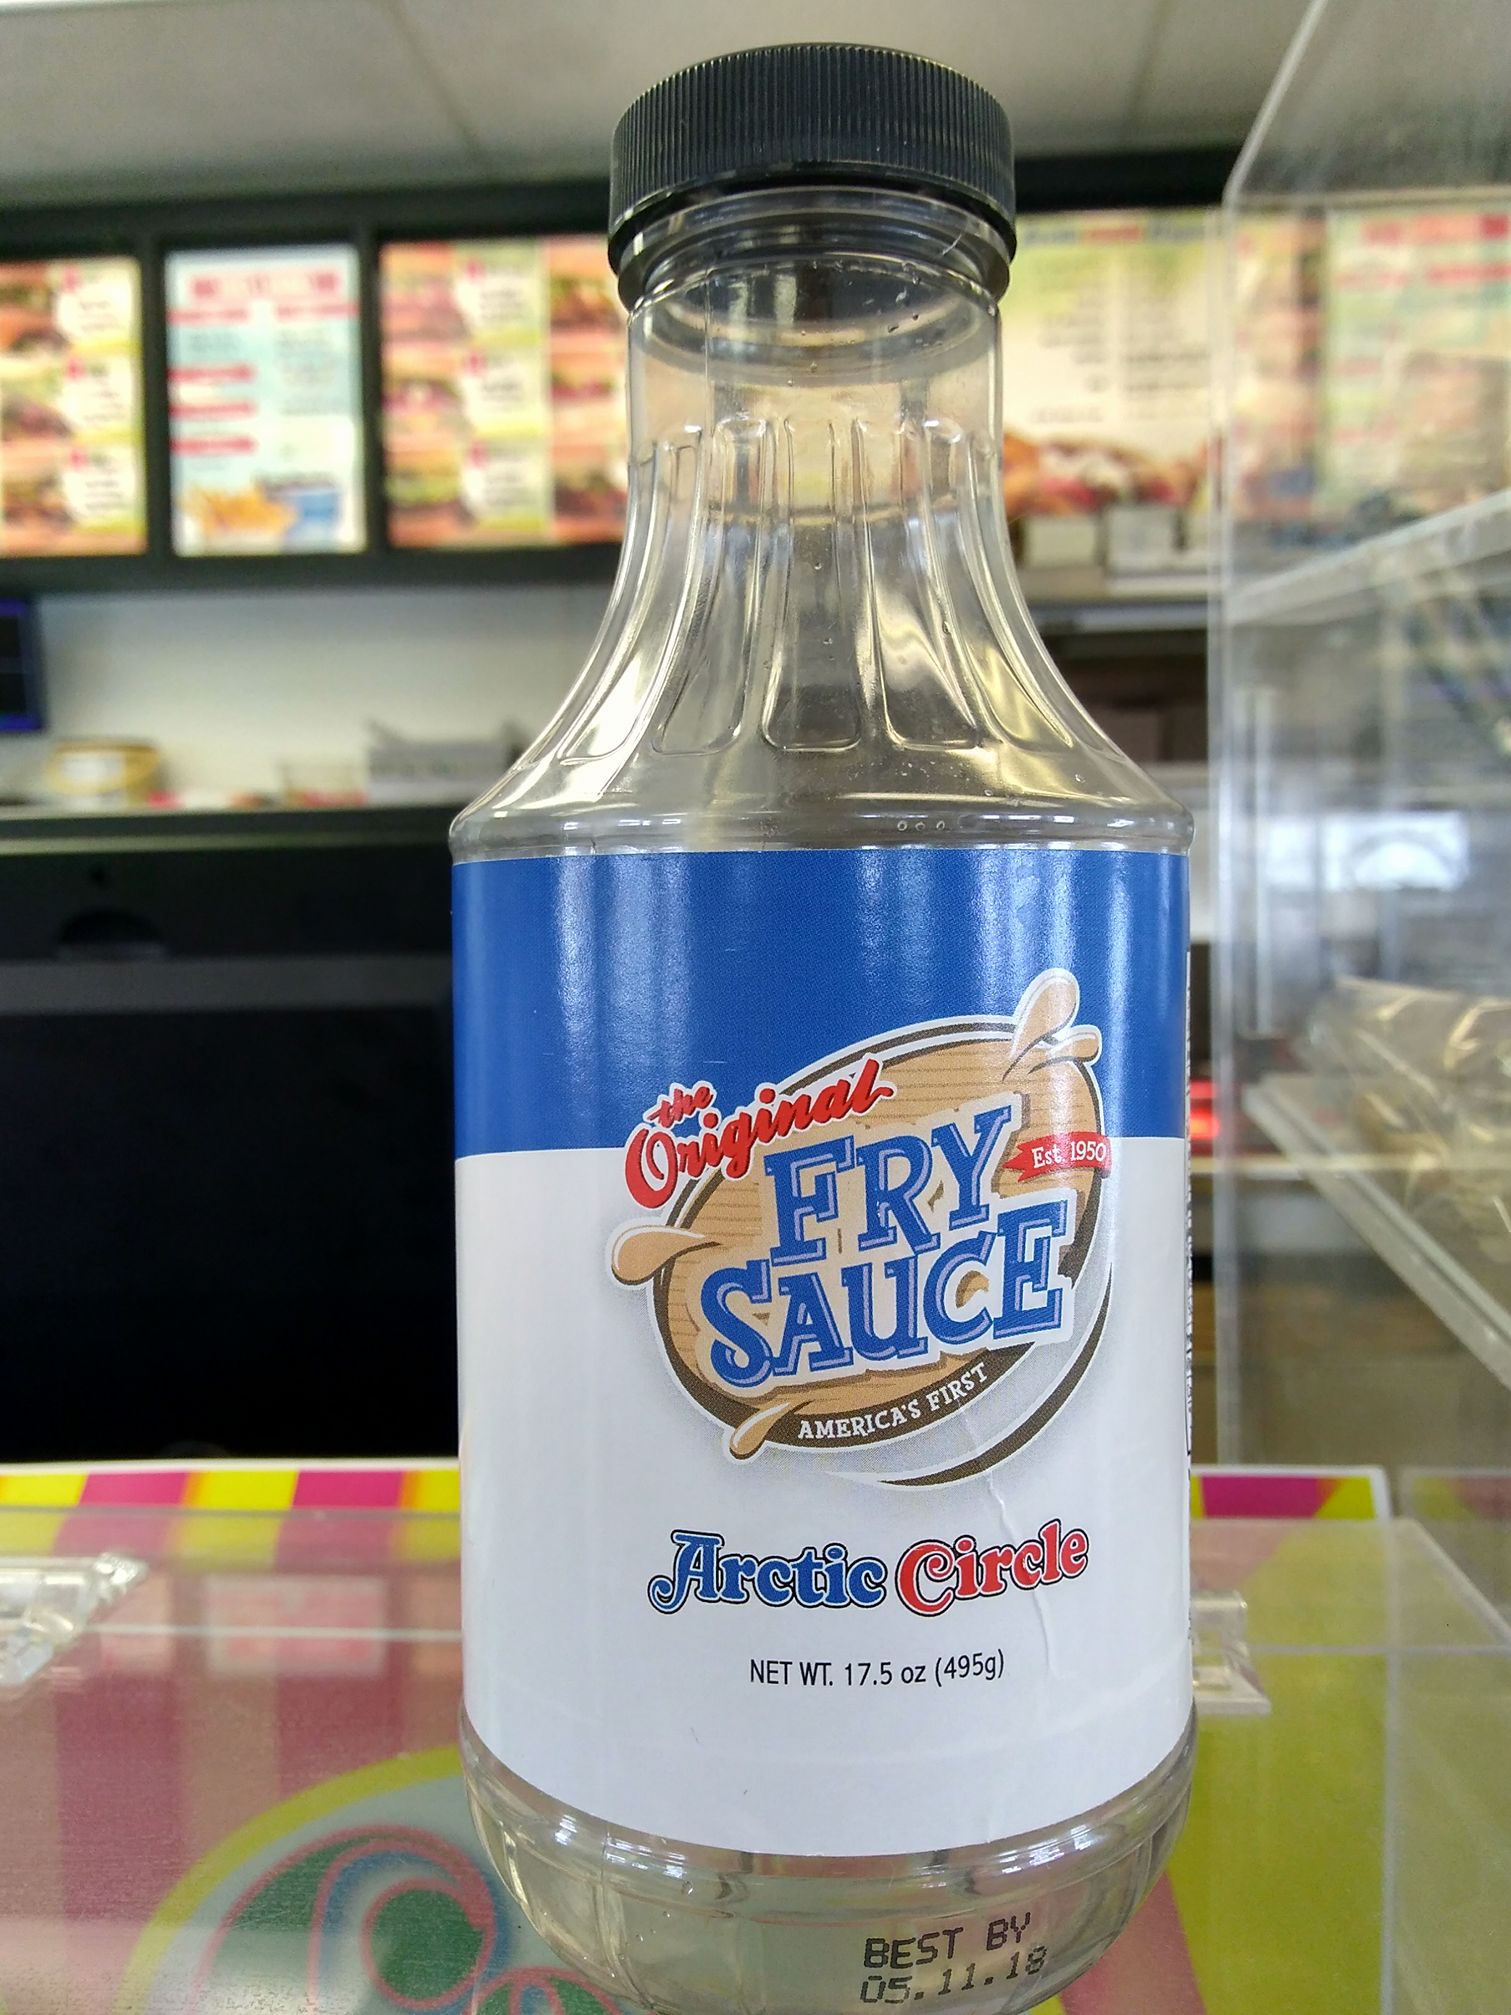 the
Original
FRY
Est. 1950
SAUCE
AMERICA'S FIRST
Arctic Circle
NET WT. 17.5 oz (495g)
BEST BY
05.11.18